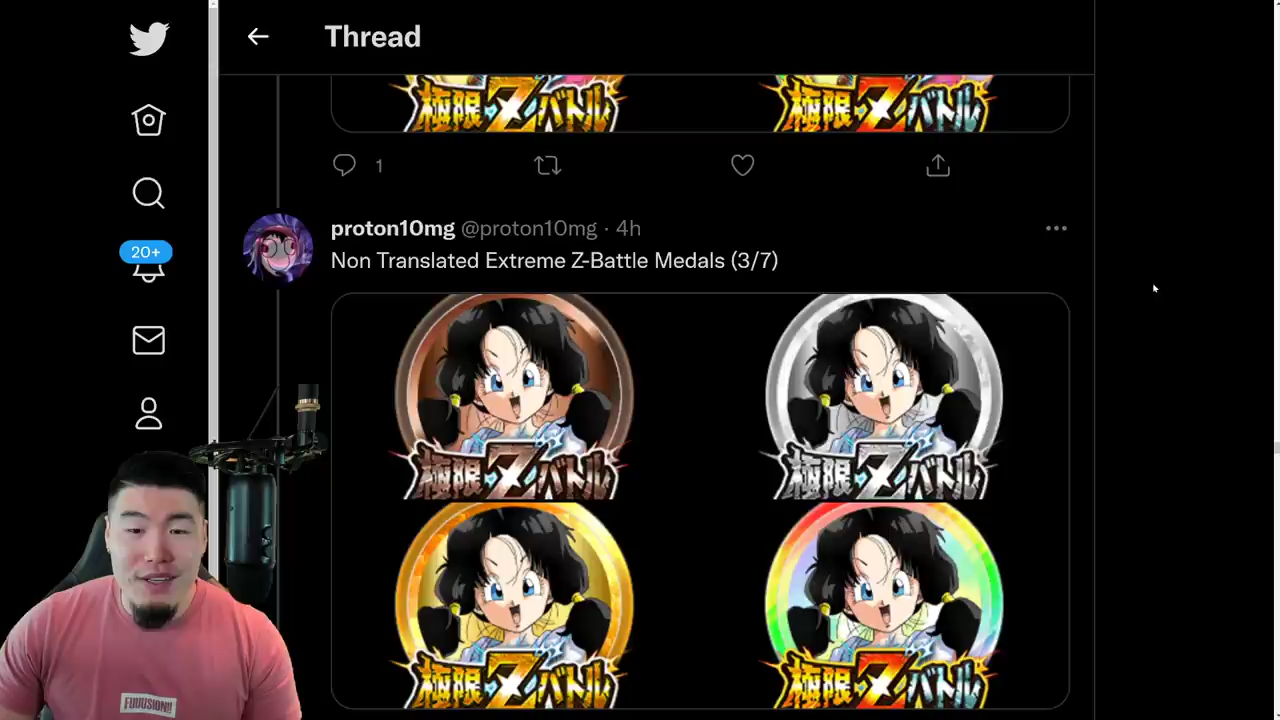 Thread
極限Zバトル
極限Zバトル
1
proton10mg @proton10mg · 4h
20+
Non Translated Extreme Z-Battle Medals (3/7)
極限Zバトル
極限Zバトル
極限Zバトル
極限Zバトル
FUUUSION!!